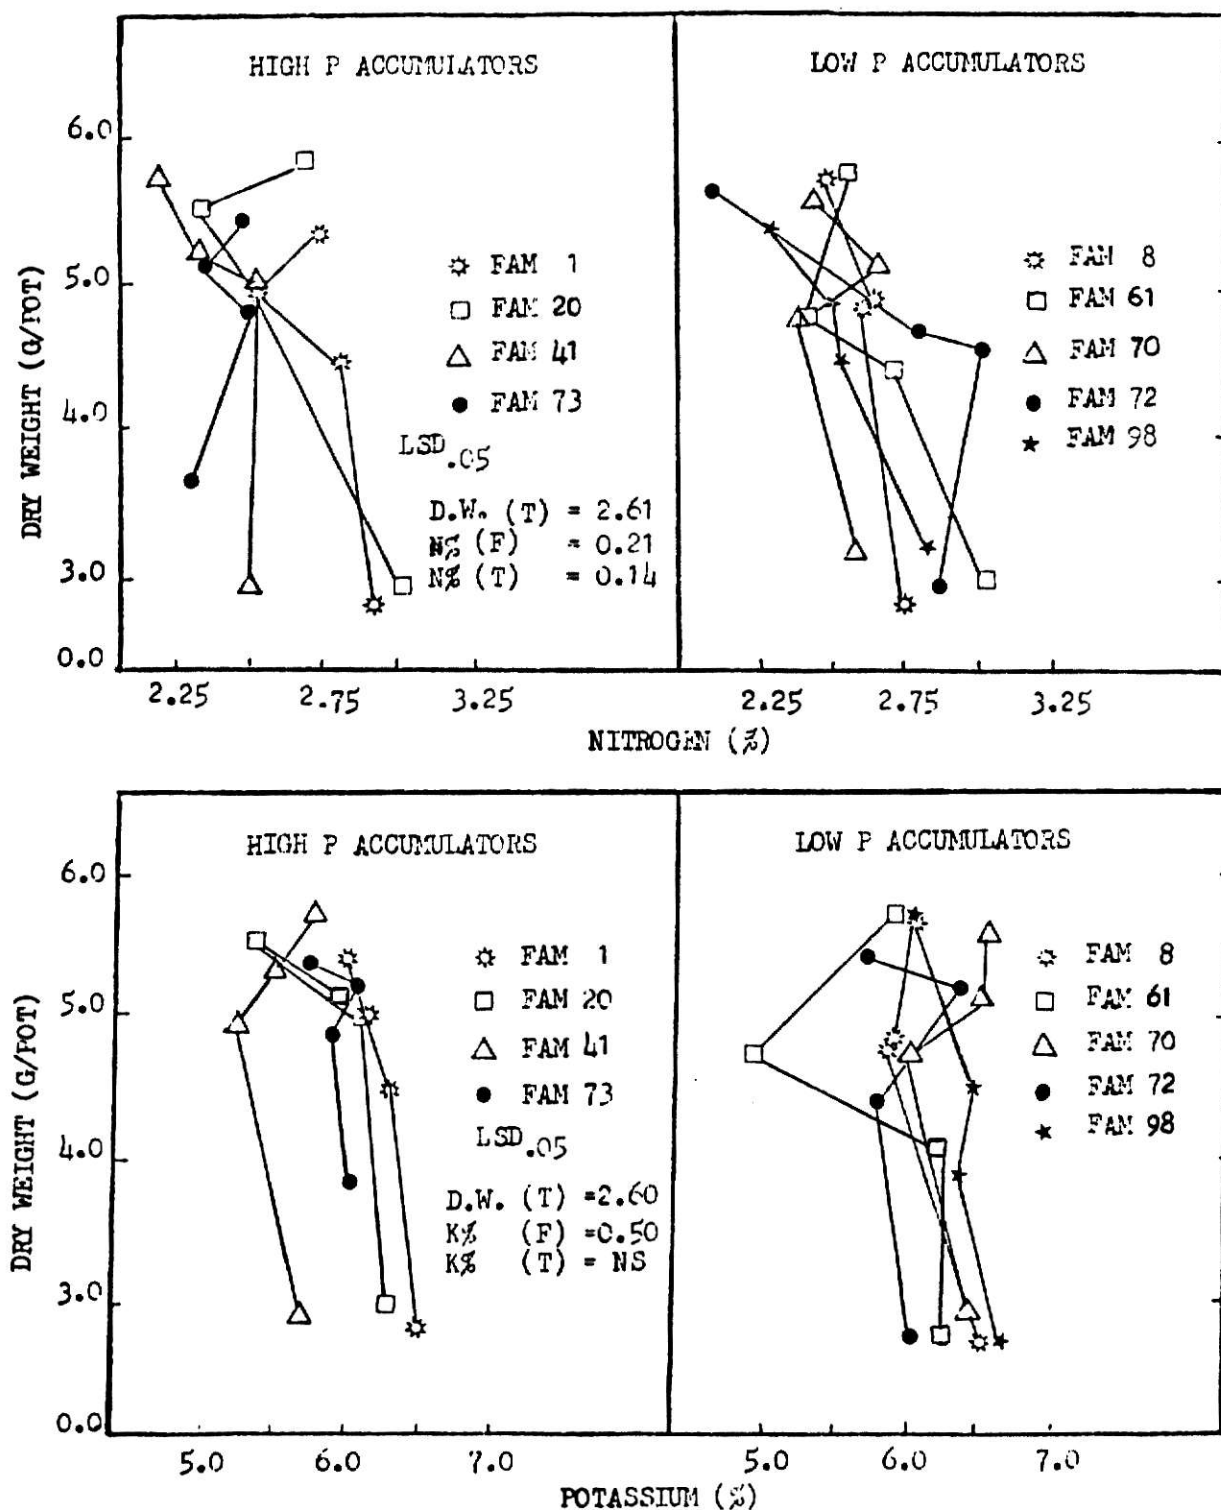 HIGH P ACCUMULATORS
LOW P ACCUMULATORS
DRY WEIGHT (G/POT)
6.0
5.0
4.0
3.0
0.0
FAM 1
FAM 20
FAM 41
FAM 73
LSD.05
D.W. (T) = 2.61
N% (F) = 0.21
N% (T) = 0.14
FAM 8
FAM 61
FAM 70
FAM 72
FAM 98
2.25 2.75 3.25
2.25 2.75 3.25
NITROGEN (%)
HIGH P ACCUMULATORS
LOW P ACCUMULATORS
DRY WEIGHT (G/POT)
6.0
5.0
4.0
3.0
0.0
FAM 1
FAM 20
FAM 41
FAM 73
LSD.05
D.W. (T) =2.60
K% (F) =0.50
K% (T) = NS
FAM 8
FAM 61
FAM 70
FAM 72
FAM 98
5.0 6.0 7.0
5.0 6.0 7.0
POTASSIUM (%)